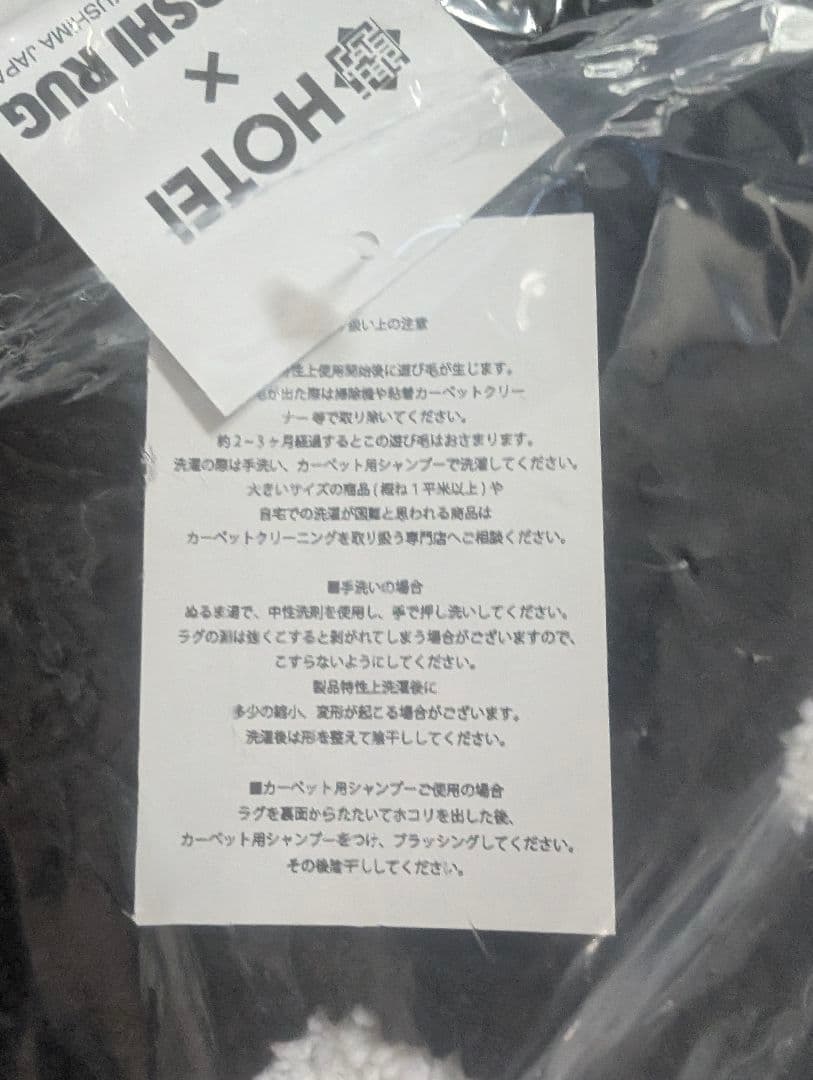 USHIMA JAPA
SHI RUG
×
HOTEI
扱い上の注意
性上使用開始後に遊び毛が生じます。
毛が出た際は掃除機や粘着カーペットクリー
ナー等で取り除いてください。
約2~3ヶ月経過するとこの遊び毛はおさまります。
洗濯の際は手洗い、カーペット用シャンプーで洗濯してください。
大きいサイズの商品(概ね1平米以上)や
自宅での洗濯が困難と思われる商品は
カーペットクリーニングを取り扱う専門店へご相談ください。
■手洗いの場合
ぬるま湯で、中性洗剤を使用し、手で押し洗いしてください。
ラグの淵は強くこすると剥がれてしまう場合がございますので、
こすらないようにしてください。
製品特性上洗濯後に
多少の縮小、変形が起こる場合がございます。
洗濯後は形を整えて陰干ししてください。
■カーペット用シャンプーご使用の場合
ラグを裏面からたたいてホコリを出した後、
カーペット用シャンプーをつけ、ブラッシングしてください。
その後陰干ししてください。